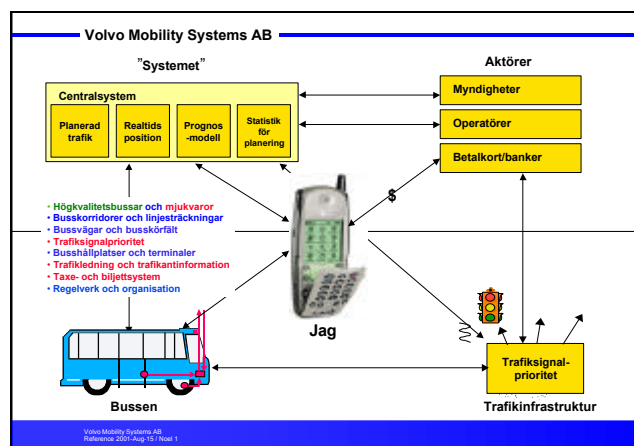 Volvo Mobility Systems AB
"Systemet"
Aktörer
Centralsystem
Planerad
trafik
Realtids
position
Prognos
-modell
Statistik
för
planering
Myndigheter
Operatörer
Betalkort/banker
$
• Högkvalitetsbussar och mjukvaror
• Busskorridorer och linjesträckningar
• Bussvägar och busskörfält
• Trafiksignalprioritet
• Busshållplatser och terminaler
• Trafikledning och trafikantinformation
• Taxe- och biljettsystem
• Regelverk och organisation
Jag
Trafiksignal-
prioritet
Bussen
Trafikinfrastruktur
Volvo Mobility Systems AB
Reference 2001-Aug-15 / Noel 1